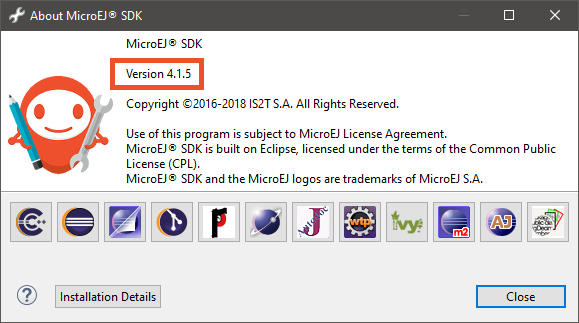 About MicroEJ® SDK
MicroEJ® SDK
Version 4.1.5
Copyright ©2016-2018 IS2T S.A. All Rights Reserved.
Use of this program is subject to MicroEJ License Agreement.
MicroEJ® SDK is built on Eclipse, licensed under the terms of the Common Public
License (CPL).
MicroEJ® SDK and the MicroEJ logos are trademarks of MicroEJ S.A.
wtp
ivy
m2
AJ
?
Installation Details
Close